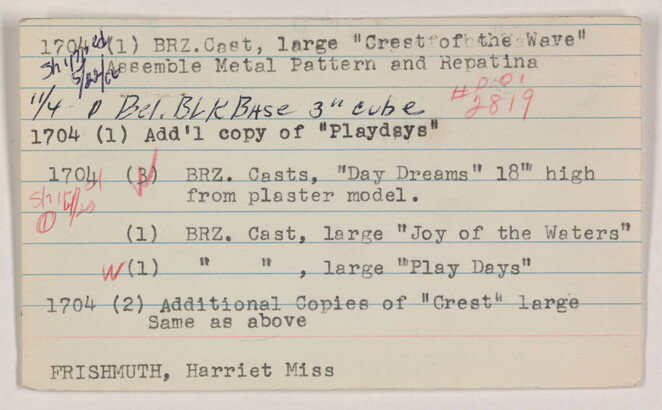 1704 (1) BRZ.Cast, large "Crest of the Wave"
Assemble Metal Pattern and Repatina
11/4 Bel. BLK BASE 3" cube
# P.O!
2819
1704 (1) Add'l copy of "Playdays"
1704 (3) BRZ. Casts, "Day Dreams" 18" high
from plaster model.
(1) BRZ. Cast, large "Joy of the Waters"
(1) " " , large "Play Days"
1704 (2) Additional Copies of "Crest" large
Same as above
FRISHMUTH, Harriet Miss